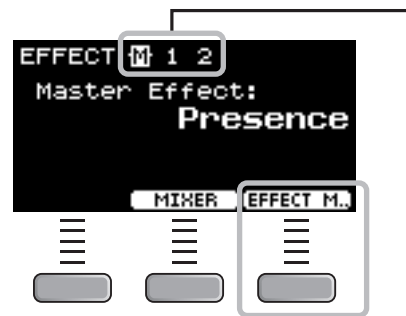 EFFECT M 1 2
Master Effect:
Presence
MIXER EFFECT M..